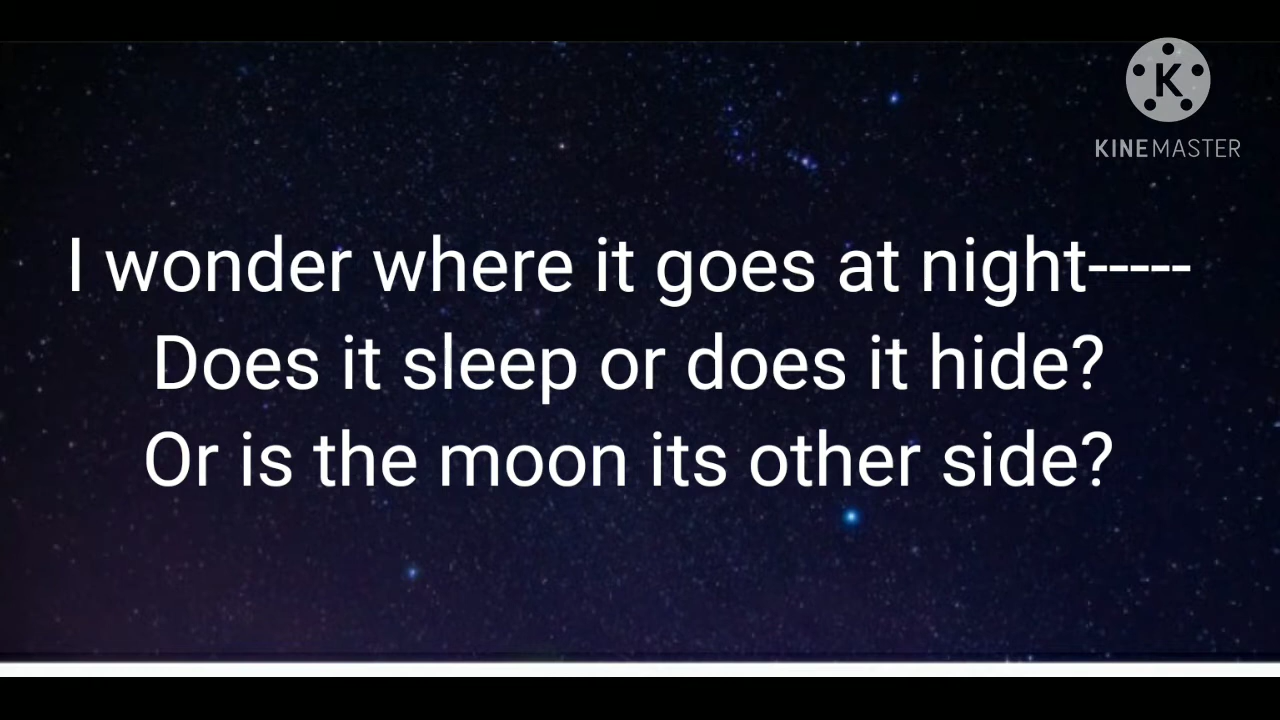 K
KINEMASTER
I wonder where it goes at night-----
Does it sleep or does it hide?
Or is the moon its other side?